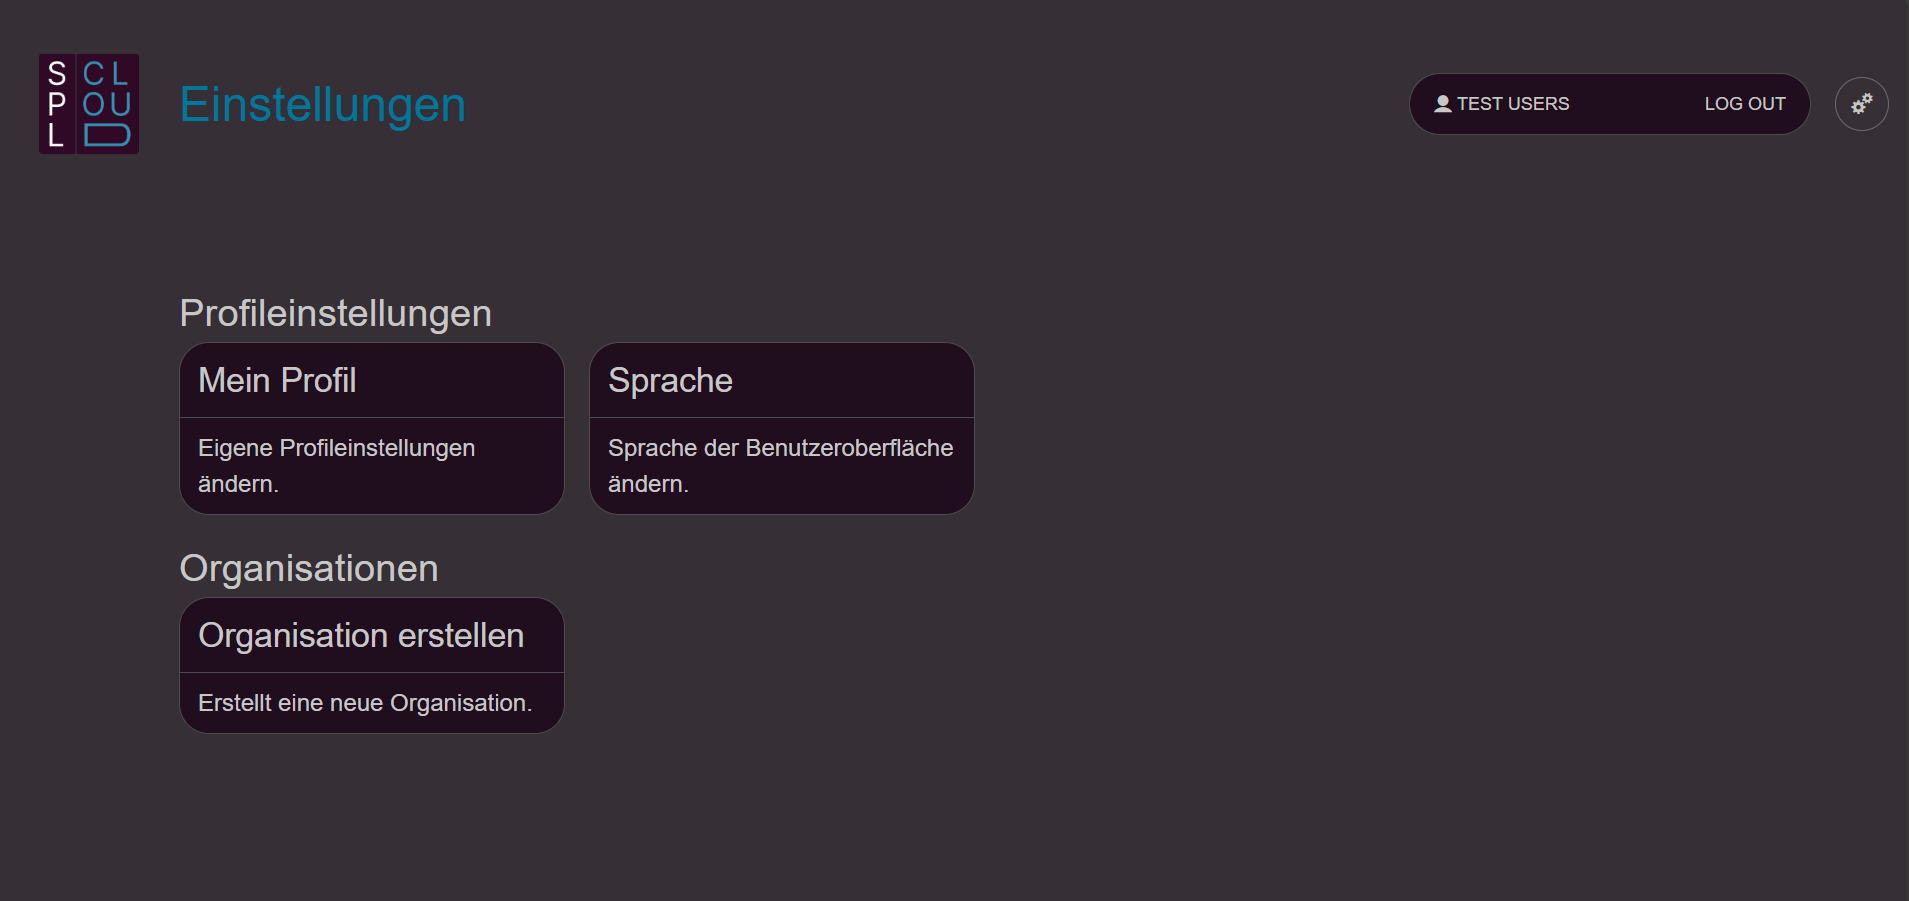 S CL
P OU
L D
Einstellungen
TEST USERS
LOG OUT
Profileinstellungen
Mein Profil
Eigene Profileinstellungen
ändern.
Sprache
Sprache der Benutzeroberfläche
ändern.
Organisationen
Organisation erstellen
Erstellt eine neue Organisation.